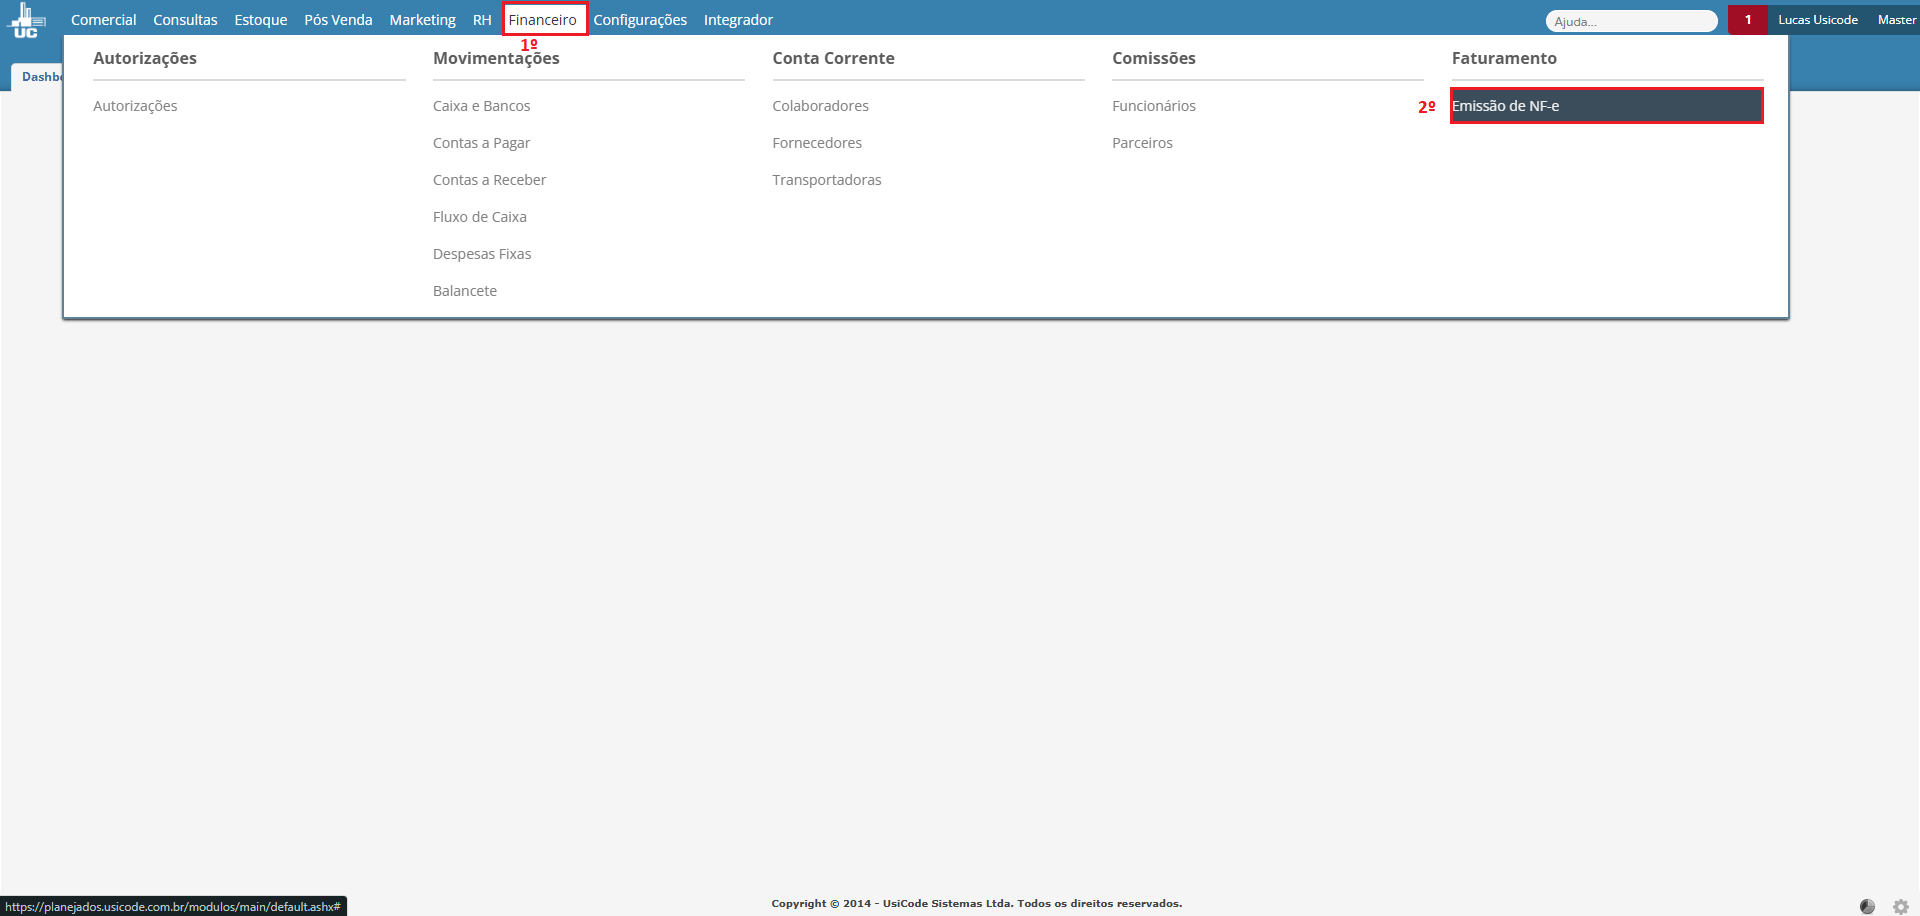 UC
Comercial Consultas Estoque Pós Venda Marketing RH Financeiro Configurações Integrador Ajuda... 1 Lucas Usicode Master
1º
Dashbo
Autorizações Movimentações Conta Corrente Comissões Faturamento
Autorizações Caixa e Bancos Colaboradores Funcionários 2º Emissão de NF-e
Contas a Pagar Fornecedores Parceiros
Contas a Receber Transportadoras
Fluxo de Caixa
Despesas Fixas
Balancete
Copyright © 2014 - UsiCode Sistemas Ltda. Todos os direitos reservados.
https://planejados.usicode.com.br/modulos/main/default.ashx#